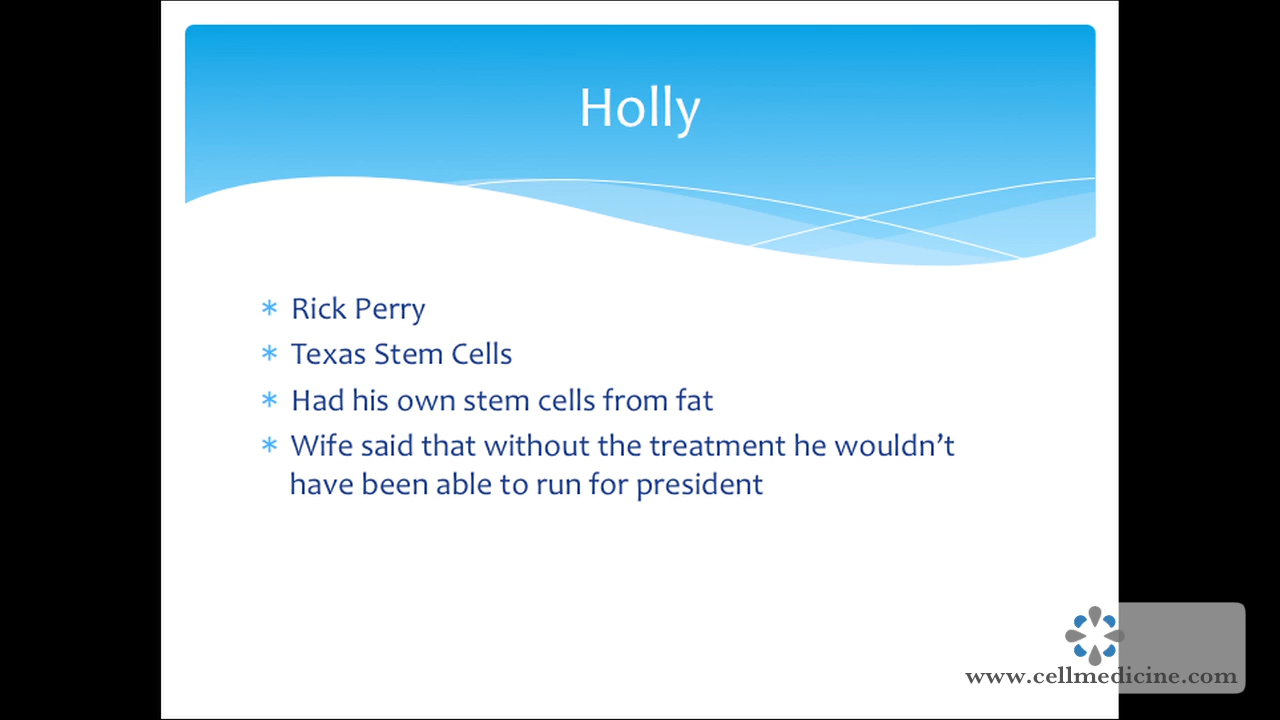 Holly
* Rick Perry
* Texas Stem Cells
* Had his own stem cells from fat
* Wife said that without the treatment he wouldn’t
have been able to run for president
www.cellmedicine.com